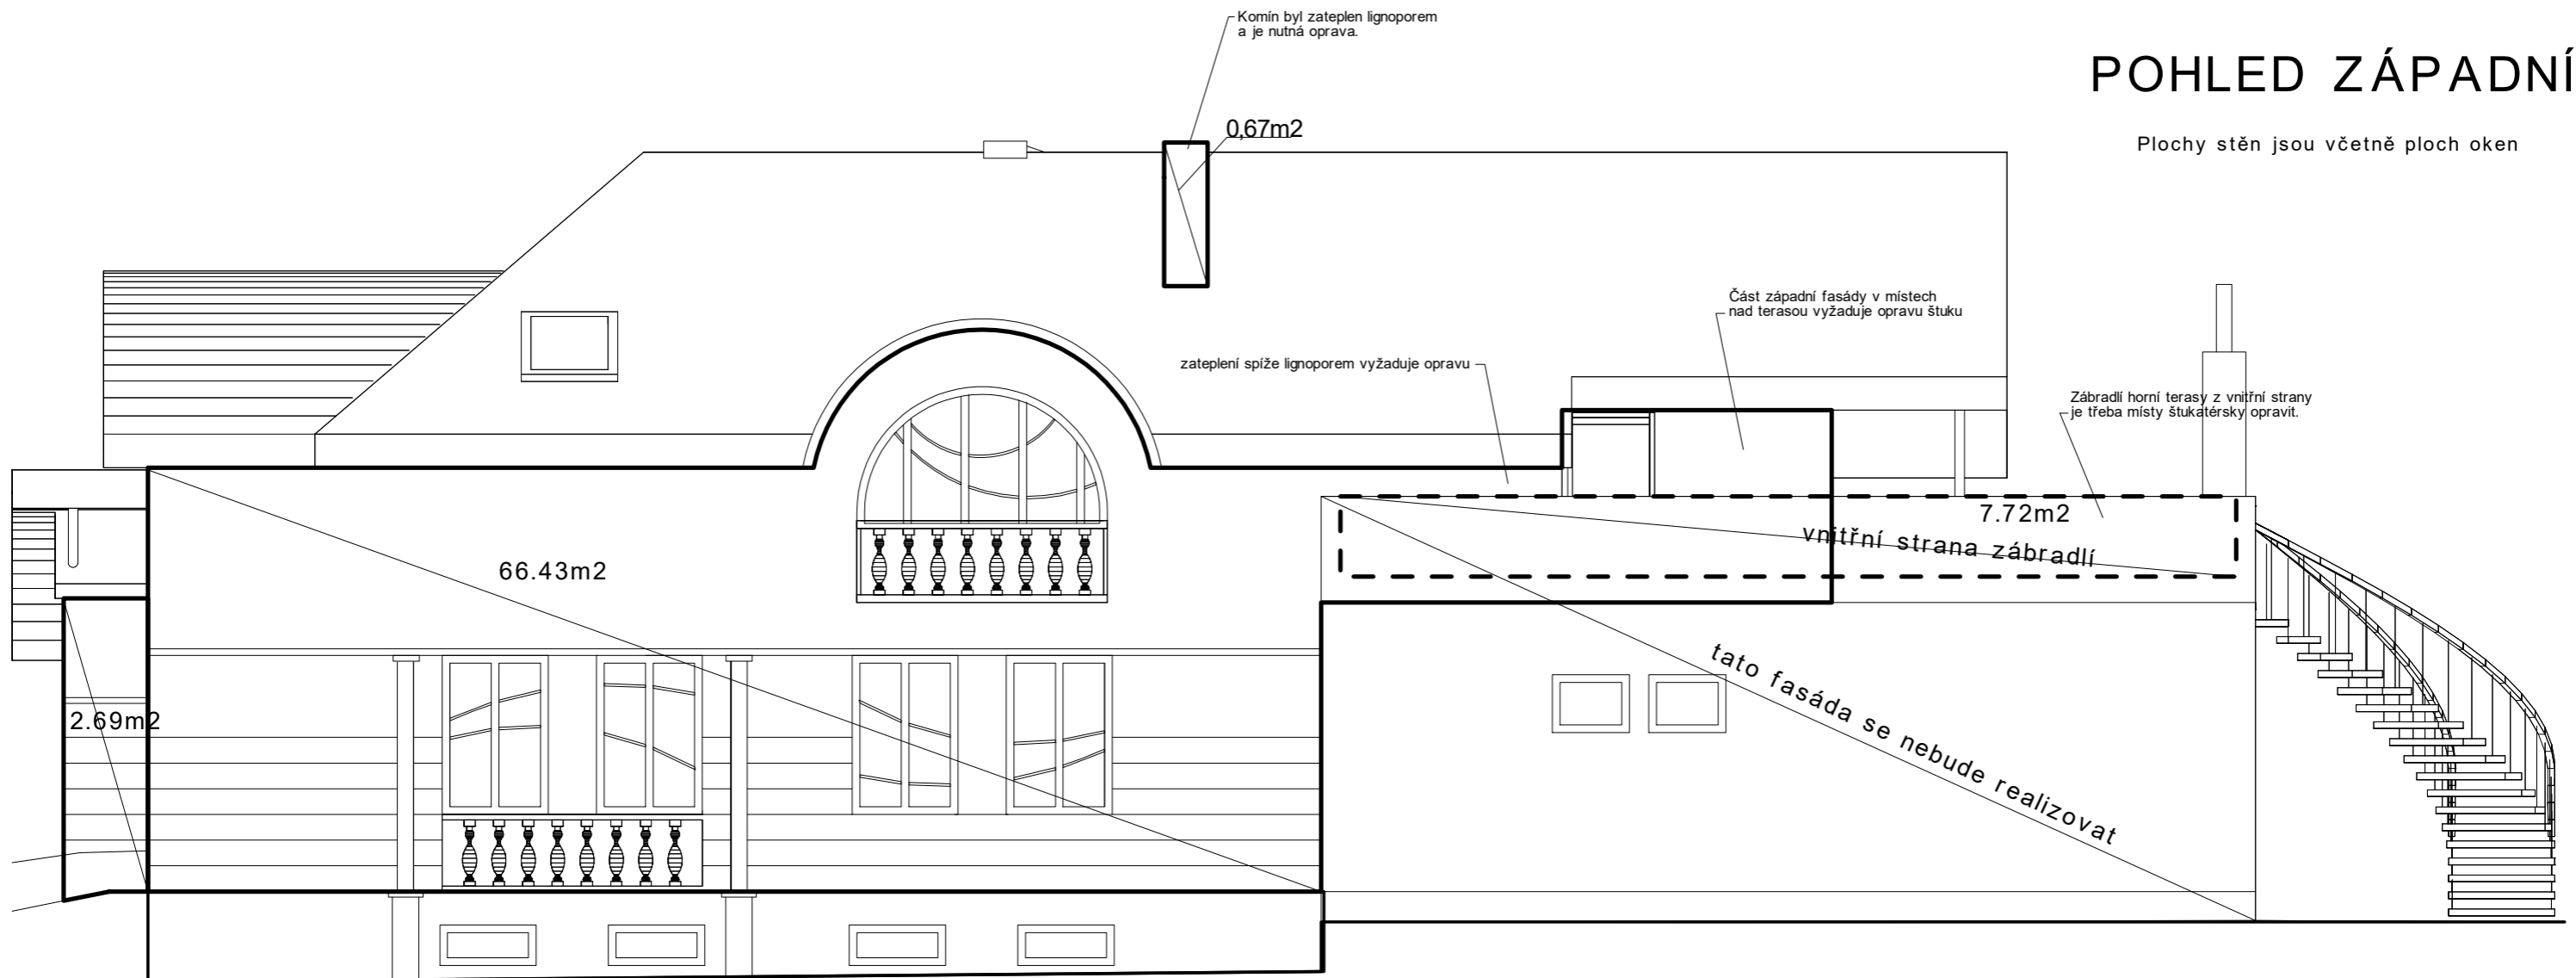 Komín byl zateplen lignoporem
a je nutná oprava.
POHLED ZÁPADNÍ
0,67m2
Plochy stěn jsou včetně ploch oken
Část západní fasády v místech
nad terasou vyžaduje opravu štuku
zateplení spíže lignoporem vyžaduje opravu
Zábradlí horní terasy z vnitřní strany
je třeba místy štukatérsky opravit.
7.72m2
vnitřní strana zábradlí
66.43m2
2.69m2
tato fasáda se nebude realizovat